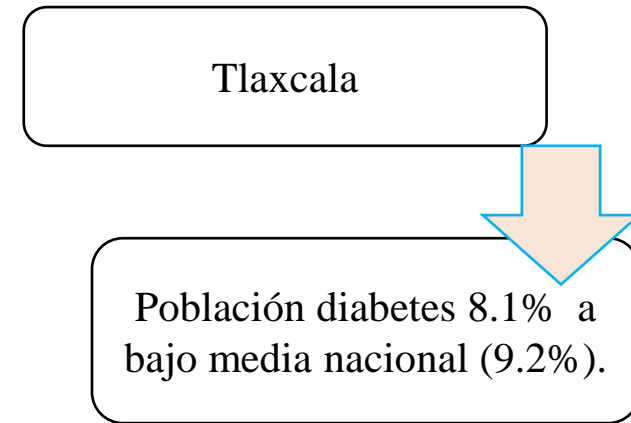 Tlaxcala
Población diabetes 8.1% a
bajo media nacional (9.2%).